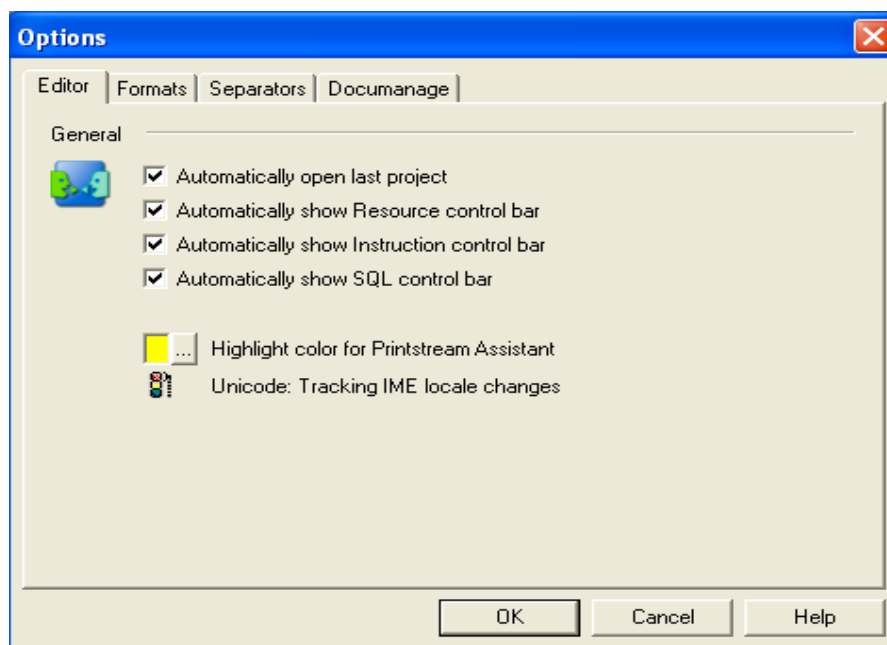 Options
Editor Formats Separators Documanage
General
Automatically open last project
Automatically show Resource control bar
Automatically show Instruction control bar
Automatically show SQL control bar
... Highlight color for Printstream Assistant
Unicode: Tracking IME locale changes
OK Cancel Help